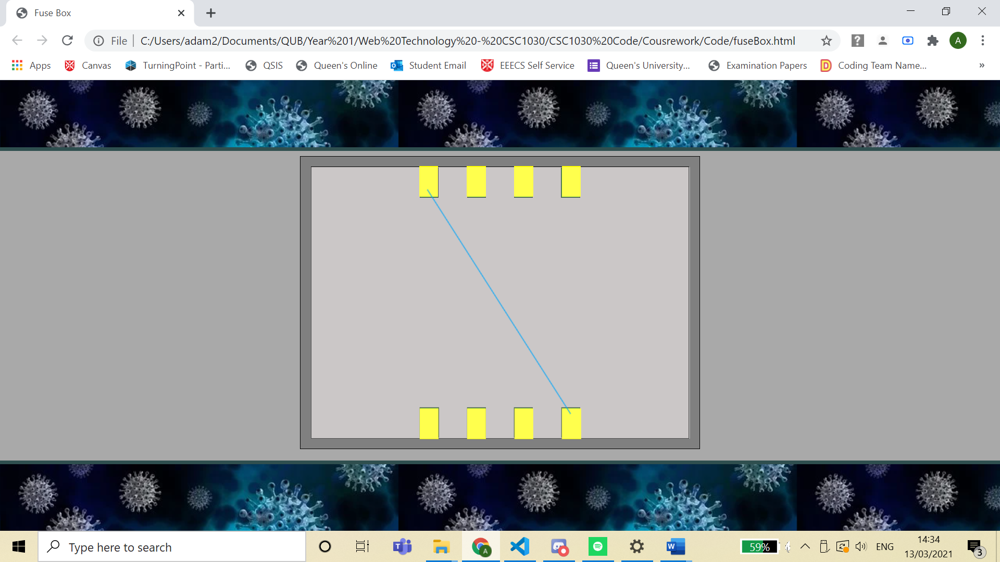 Fuse Box
File
C:/Users/adam2/Documents/QUB/Year%201/Web%20Technology%20-%20CSC1030/CSC1030%20Code/Cousrework/Code/fuseBox.html
A
Apps
Canvas
TurningPoint - Parti...
QSIS
Queen's Online
Student Email
EEECS Self Service
Queen's University...
Examination Papers
Coding Team Name...
»
Type here to search
59%
ENG
14:34
13/03/2021
3